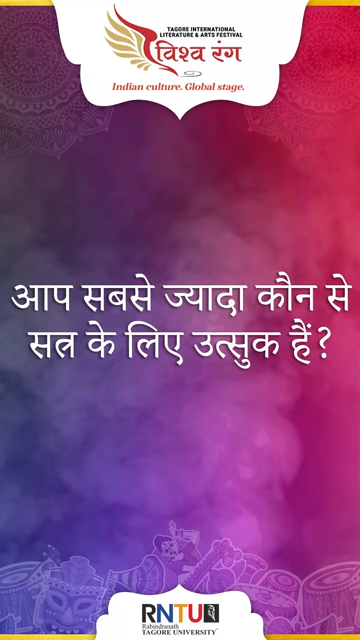 TAGORE INTERNATIONAL
LITERATURE & ARTS FESTIVAL
विश्व रंग
Indian culture. Global stage.
आप सबसे ज्यादा कौन से
सत्र के लिए उत्सुक हैं?
RNTU
Rabindranath
TAGORE UNIVERSITY